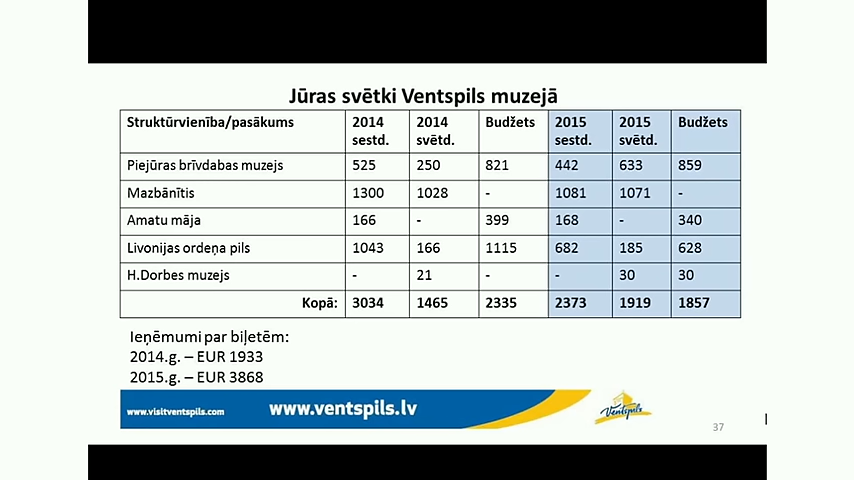 Jūras svētki Ventspils muzejā
Struktūrvienība/pasākums 2014 sestd. 2014 svētd. Budžets 2015 sestd. 2015 svētd. Budžets
Piejūras brīvdabas muzejs 525 250 821 442 633 859
Mazbānītis 1300 1028 - 1081 1071 -
Amatu māja 166 - 399 168 - 340
Livonijas ordeņa pils 1043 166 1115 682 185 628
H.Dorbes muzejs - 21 - - 30 30
Kopā: 3034 1465 2335 2373 1919 1857
Ieņēmumi par biļetēm:
2014.g. – EUR 1933
2015.g. – EUR 3868
www.visitventspils.com www.ventspils.lv Ventspils
37